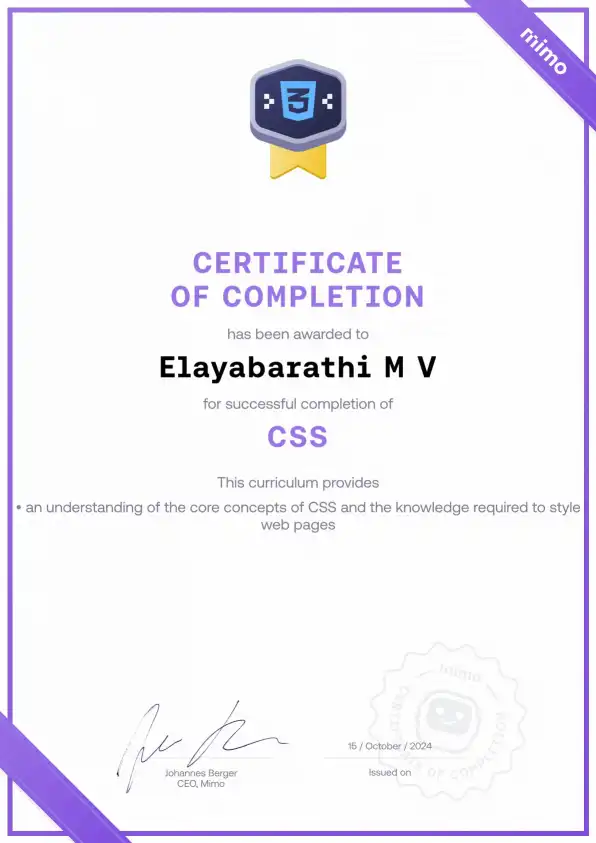 mimo
3
CERTIFICATE
OF COMPLETION
has been awarded to
Elayabarathi M V
for successful completion of
CSS
This curriculum provides
• an understanding of the core concepts of CSS and the knowledge required to style
web pages
mimo
CERTIFICATE OF COMPLETION
15 / October / 2024
Johannes Berger
CEO, Mimo
Issued on